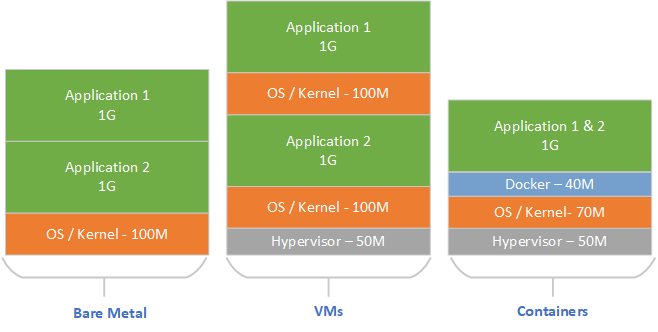 Application 1
1G
Application 2
1G
OS / Kernel - 100M
Bare Metal
Application 1
1G
OS / Kernel - 100M
Application 2
1G
OS / Kernel - 100M
Hypervisor – 50M
VMs
Application 1 & 2
1G
Docker – 40M
OS / Kernel- 70M
Hypervisor – 50M
Containers